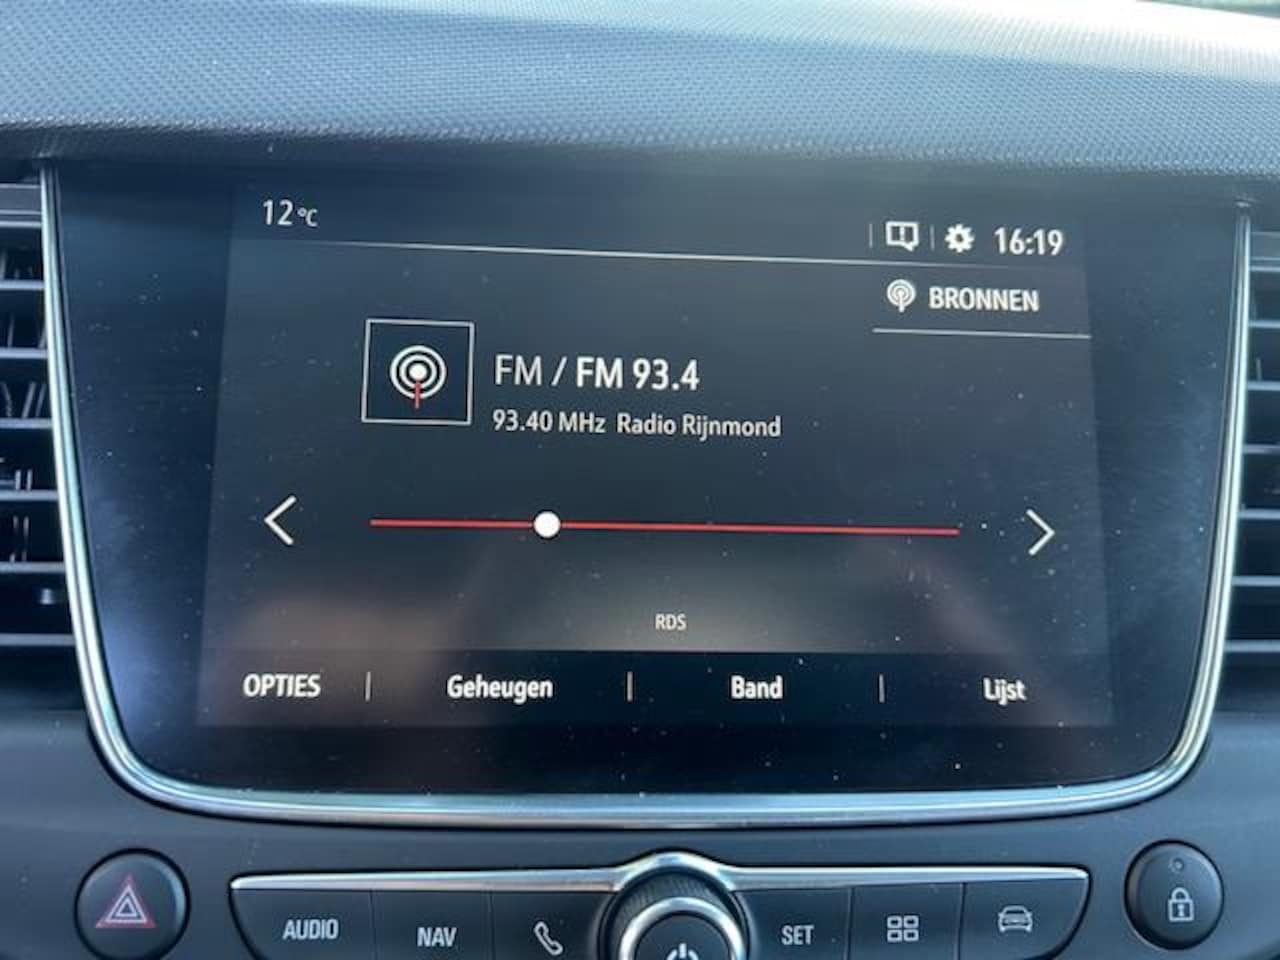 12 °C
16:19
BRONNEN
FM / FM 93.4
93.40 MHz Radio Rijnmond
RDS
OPTIES Geheugen Band Lijst
AUDIO NAV SET